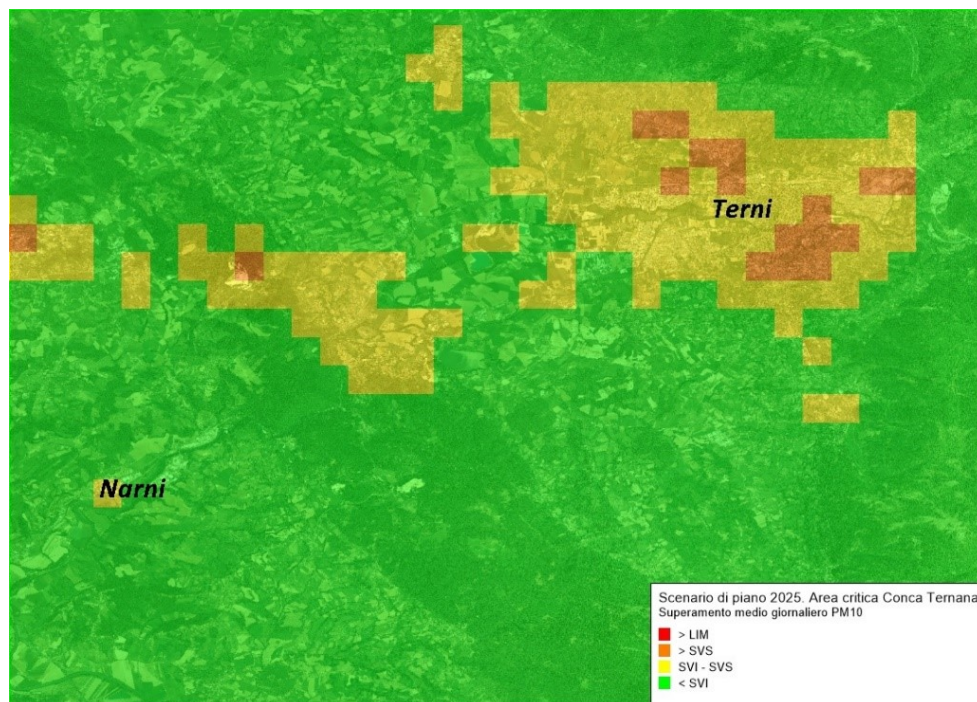 Terni
Narni
Scenario di piano 2025. Area critica Conca Ternana
Superamento medio giornaliero PM10
> LIM
> SVS
SVI - SVS
< SVI